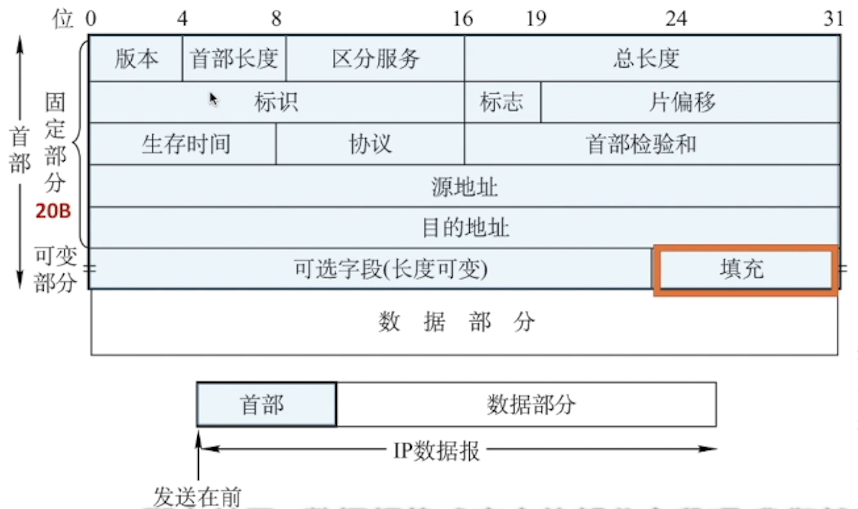 位 0 4 8 16 19 24 31
版本 首部长度 区分服务 总长度
标识 标志 片偏移
生存时间 协议 首部检验和
源地址
目的地址
可选字段(长度可变) 填充
数 据 部 分
首部
固定部分
20B
可变
部分
首部 数据部分
IP数据报
发送在前